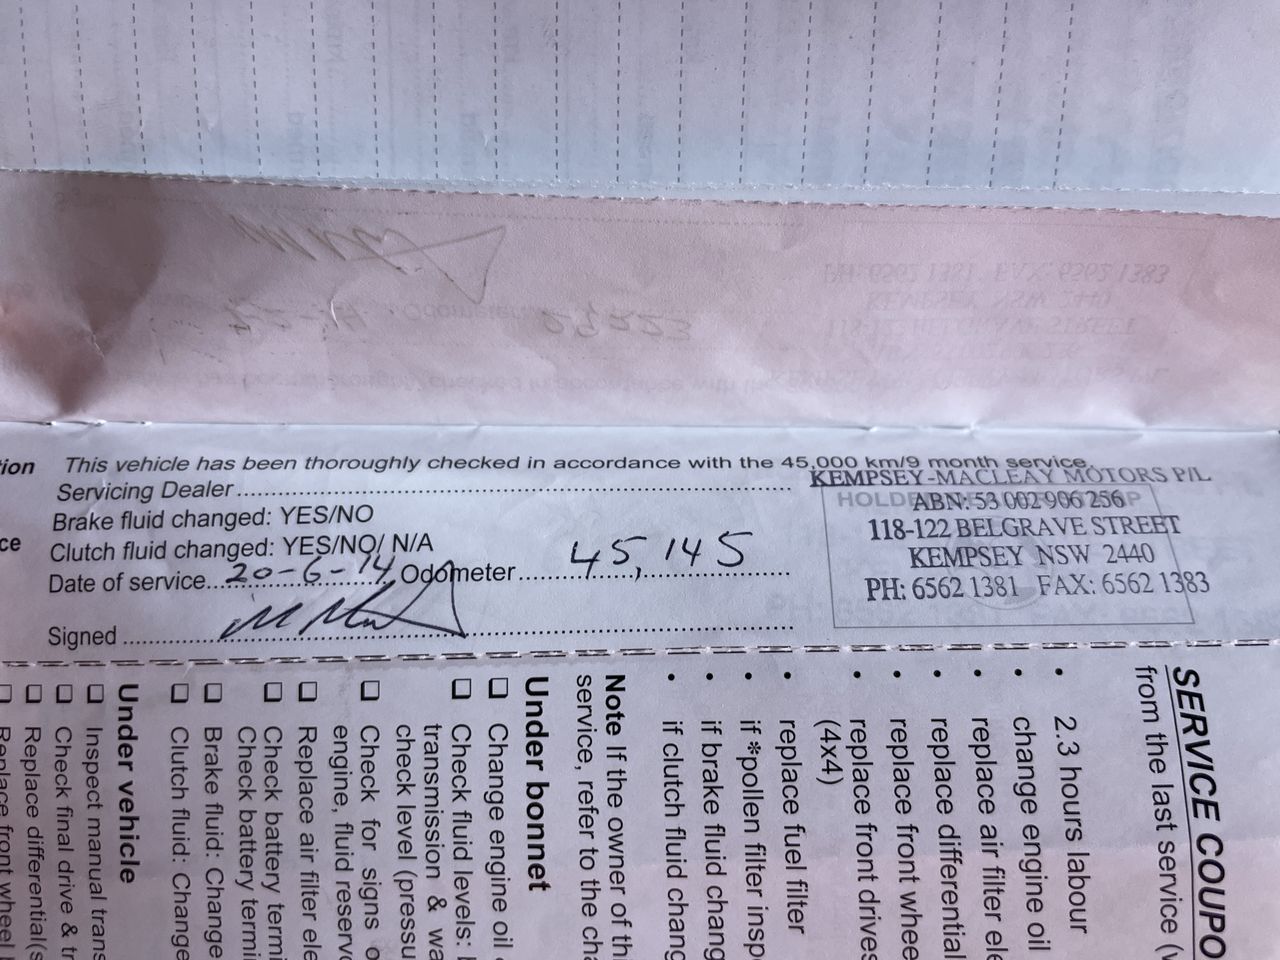 This vehicle has been thoroughly checked in accordance with the 45,000 km/9 month service.
Servicing Dealer
Brake fluid changed: YES/NO
Clutch fluid changed: YES/NO/ N/A
Date of service 20-6-14 Odometer 45,145
Signed
KEMPSEY-MACLEAY MOTORS P/L
ABN: 53 002 906 256
118-122 BELGRAVE STREET
KEMPSEY NSW 2440
PH: 6562 1381 FAX: 6562 1383
SERVICE COUPO
from the last service (
• 2.3 hours labour
• change engine oil
• replace air filter ele
• replace differential
• replace front whee
• replace front drives
(4x4)
• replace fuel filter
• if *pollen filter insp
• if brake fluid chang
• if clutch fluid chang
Note If the owner of thi
service, refer to the cha
Under bonnet
❑ Change engine oil
❑ Check fluid levels:
transmission & wa
check level (pressu
❑ Check for signs o
engine, fluid reserv
❑ Replace air filter ele
❑ Check battery termi
Check battery termi
❑ Brake fluid: Change
❑ Clutch fluid: Change
Under vehicle
❑ Inspect manual trans
❑ Check final drive & tr
❑ Replace differential(s
❑ Replace front wheel